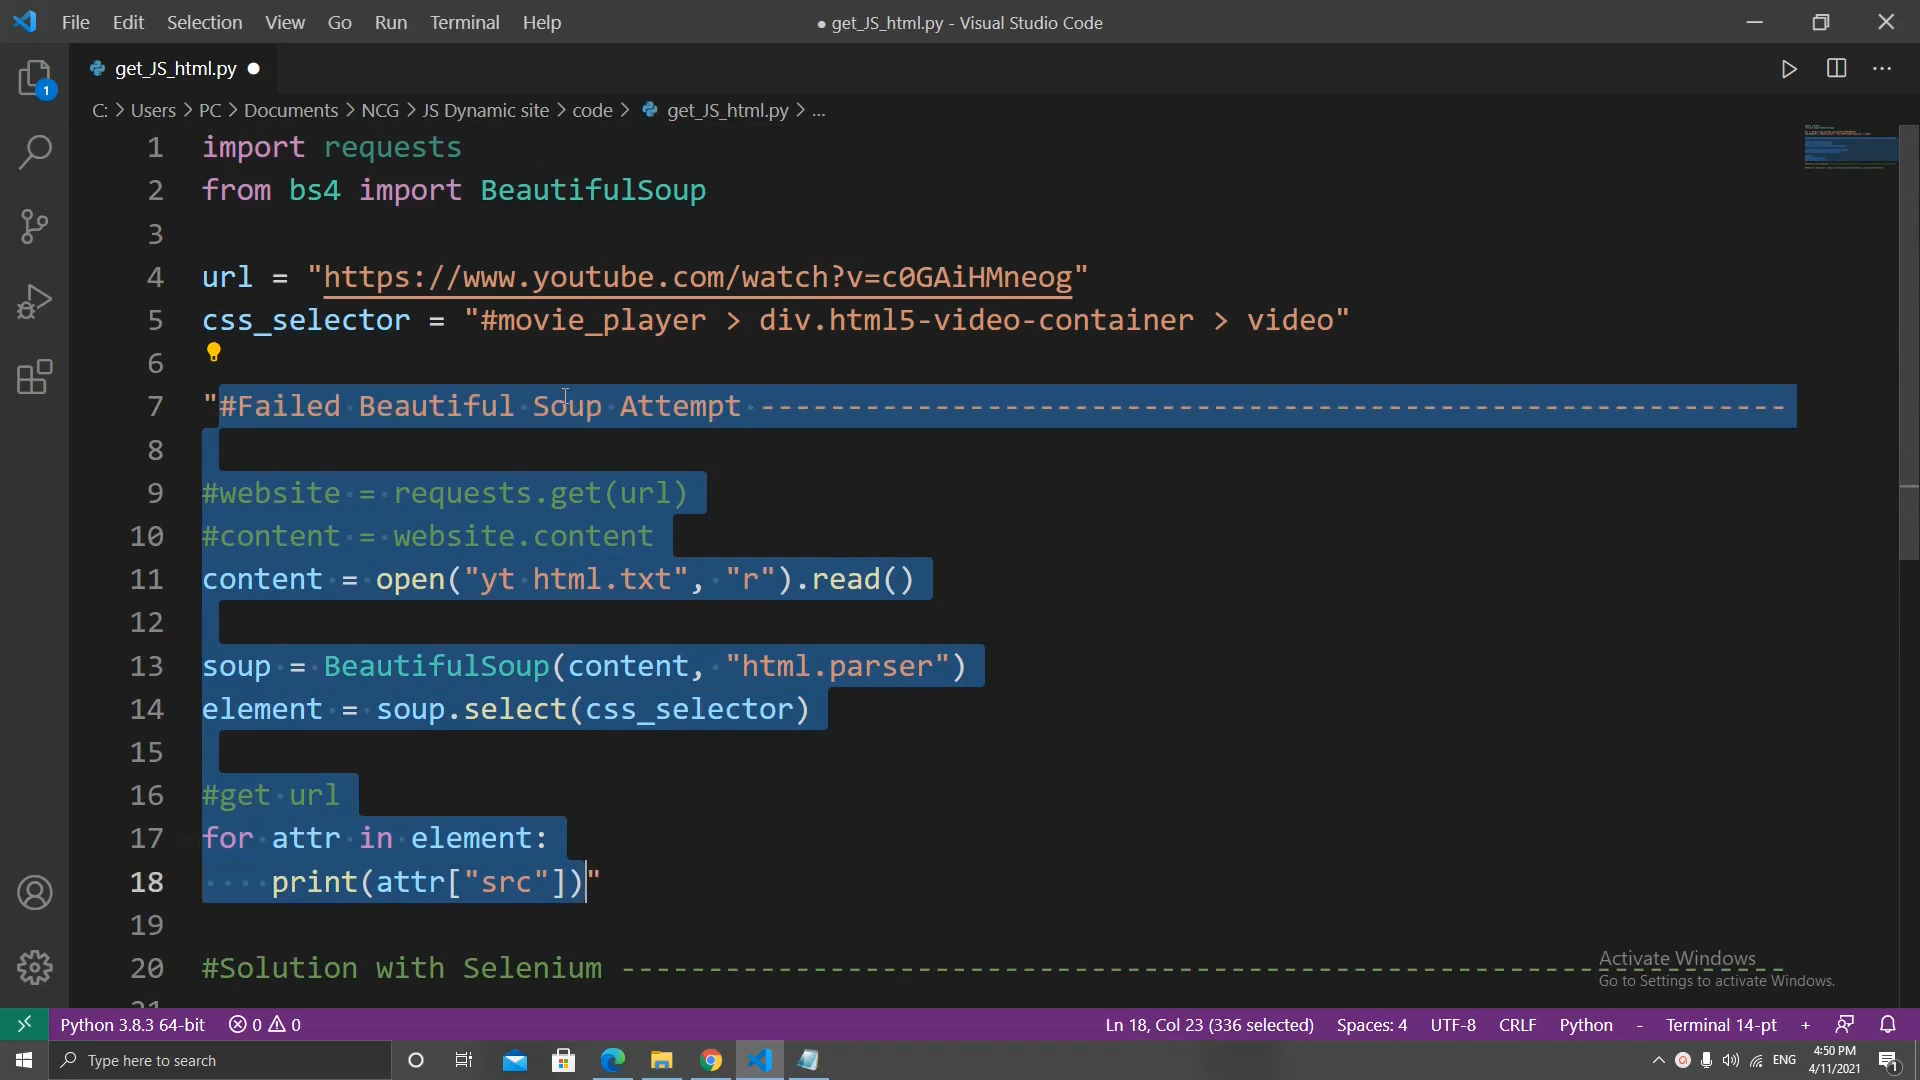 File Edit Selection View Go Run Terminal Help
● get_JS_html.py - Visual Studio Code
get_JS_html.py ●
1
C: > Users > PC > Documents > NCG > JS Dynamic site > code > get_JS_html.py > ...
1 import requests
2 from bs4 import BeautifulSoup
3
4 url = "https://www.youtube.com/watch?v=c0GAiHMneog"
5 css_selector = "#movie_player > div.html5-video-container > video"
6
7 "#Failed Beautiful Soup Attempt -----------------------------------------------------------
8
9 #website = requests.get(url)
10 #content = website.content
11 content = open("yt html.txt", "r").read()
12
13 soup = BeautifulSoup(content, "html.parser")
14 element = soup.select(css_selector)
15
16 #get url
17 for attr in element:
18     print(attr["src"])"
19
20 #Solution with Selenium -------------------------------------------------------------------
21
Activate Windows
Go to Settings to activate Windows.
Python 3.8.3 64-bit 0 0 Ln 18, Col 23 (336 selected) Spaces: 4 UTF-8 CRLF Python - Terminal 14-pt +
Type here to search
ENG
4:50 PM
4/11/2021
1